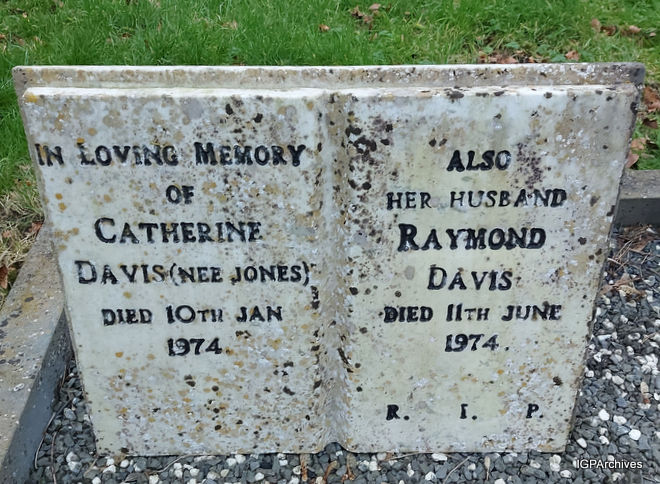 IN LOVING MEMORY
OF
CATHERINE
DAVIS (NEE JONES)
DIED 10TH JAN
1974.
ALSO
HER HUSBAND
RAYMOND
DAVIS
DIED 11TH JUNE
1974.
R. I. P.
IGPArchives